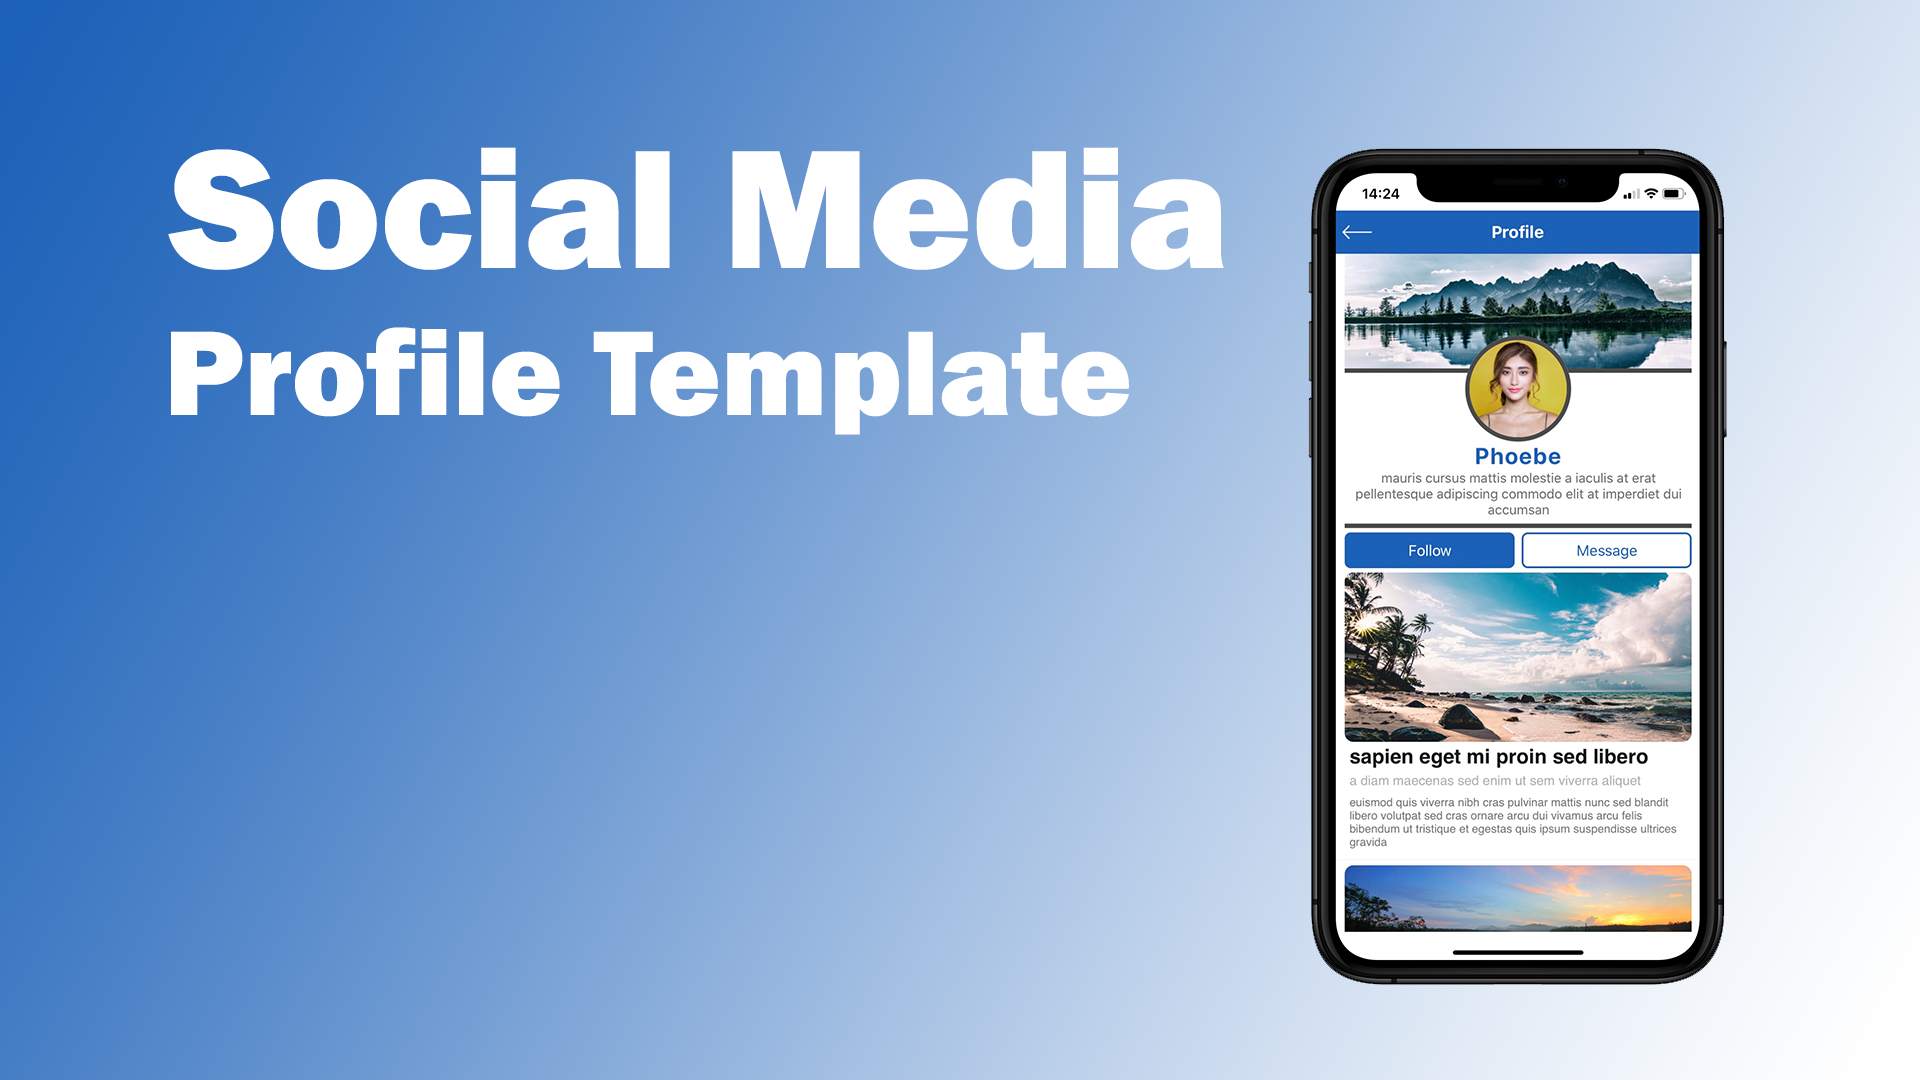 Social Media
Profile Template
14:24
Profile
Phoebe
mauris cursus mattis molestie a iaculis at erat
pellentesque adipiscing commodo elit at imperdiet dui
accumsan
Follow
Message
sapien eget mi proin sed libero
a diam maecenas sed enim ut sem viverra aliquet
euismod quis viverra nibh cras pulvinar mattis nunc sed blandit
libero volutpat sed cras ornare arcu dui vivamus arcu felis
bibendum ut tristique et egestas quis ipsum suspendisse ultrices
gravida